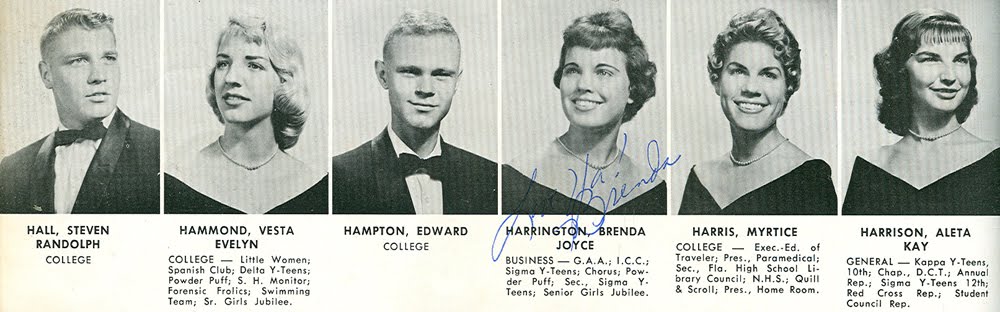 Luv Ya!
Brenda
HALL, STEVEN
RANDOLPH
COLLEGE
HAMMOND, VESTA
EVELYN
COLLEGE — Little Women;
Spanish Club; Delta Y-Teens;
Powder Puff; S. H. Monitor;
Forensic Frolics; Swimming
Team; Sr. Girls Jubilee.
HAMPTON, EDWARD
COLLEGE
HARRINGTON, BRENDA
JOYCE
BUSINESS — G.A.A.; I.C.C.;
Sigma Y-Teens; Chorus; Pow-
der Puff; Sec., Sigma Y-
Teens; Senior Girls Jubilee.
HARRIS, MYRTICE
COLLEGE — Exec.-Ed. of
Traveler; Pres., Paramedical;
Sec., Fla. High School Li-
brary Council; N.H.S.; Quill
& Scroll; Pres., Home Room.
HARRISON, ALETA
KAY
GENERAL — Kappa Y-Teens,
10th; Chap., D.C.T.; Annual
Rep.; Sigma Y-Teens 12th;
Red Cross Rep.; Student
Council Rep.